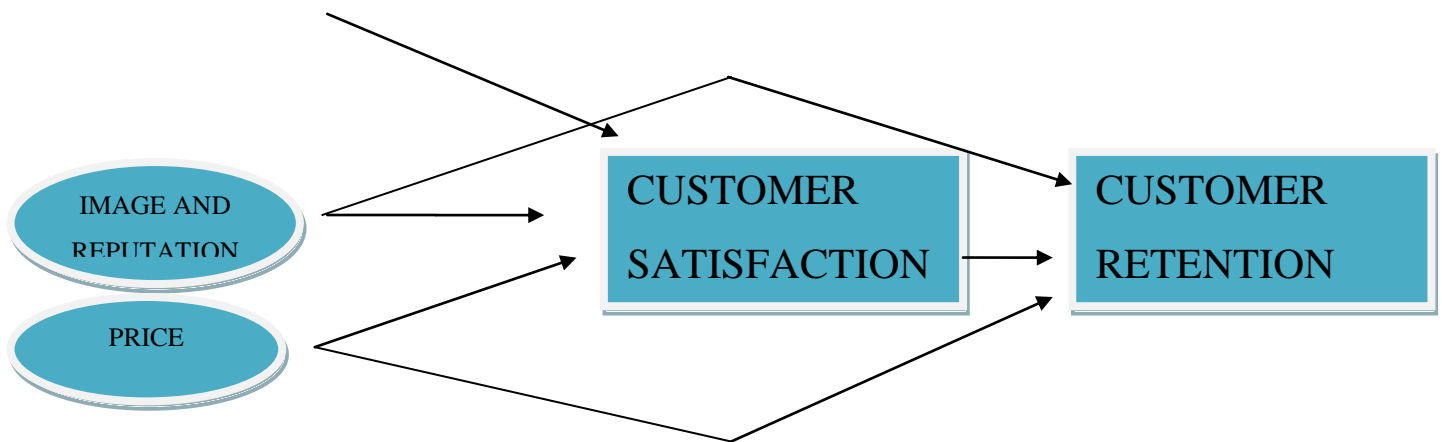 IMAGE AND
REPUTATION
PRICE
CUSTOMER
SATISFACTION
CUSTOMER
RETENTION